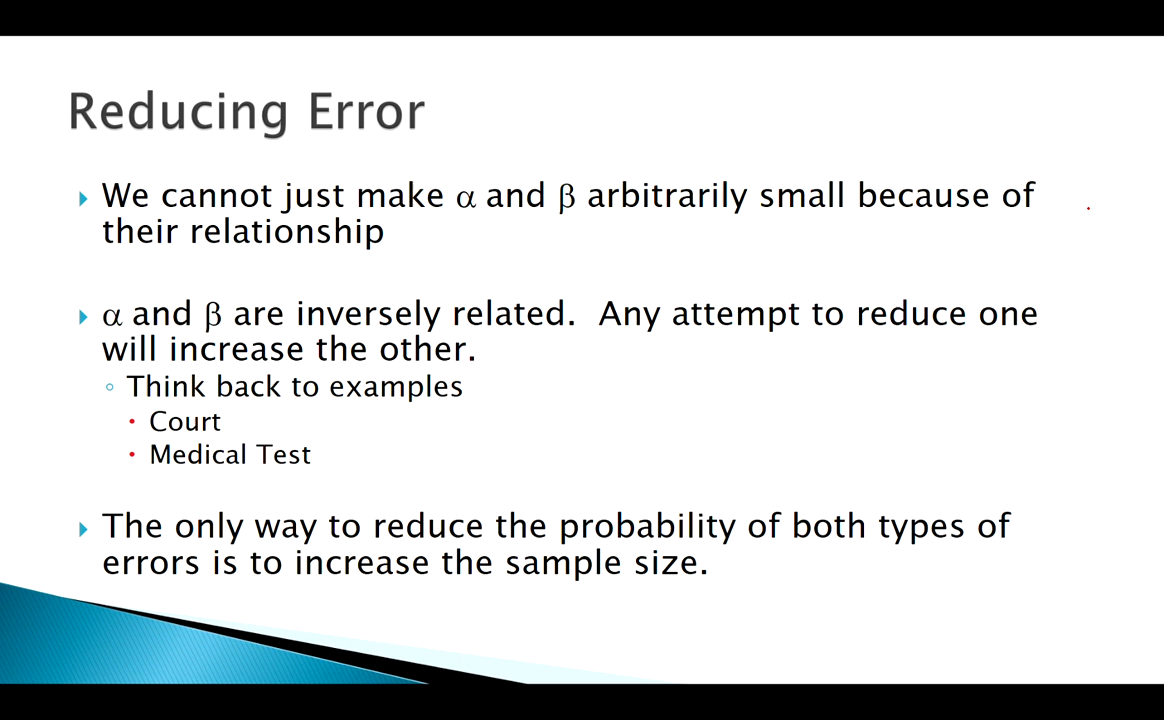 Reducing Error
We cannot just make α and β arbitrarily small because of
their relationship
α and β are inversely related.  Any attempt to reduce one
will increase the other.
Think back to examples
Court
Medical Test
The only way to reduce the probability of both types of
errors is to increase the sample size.